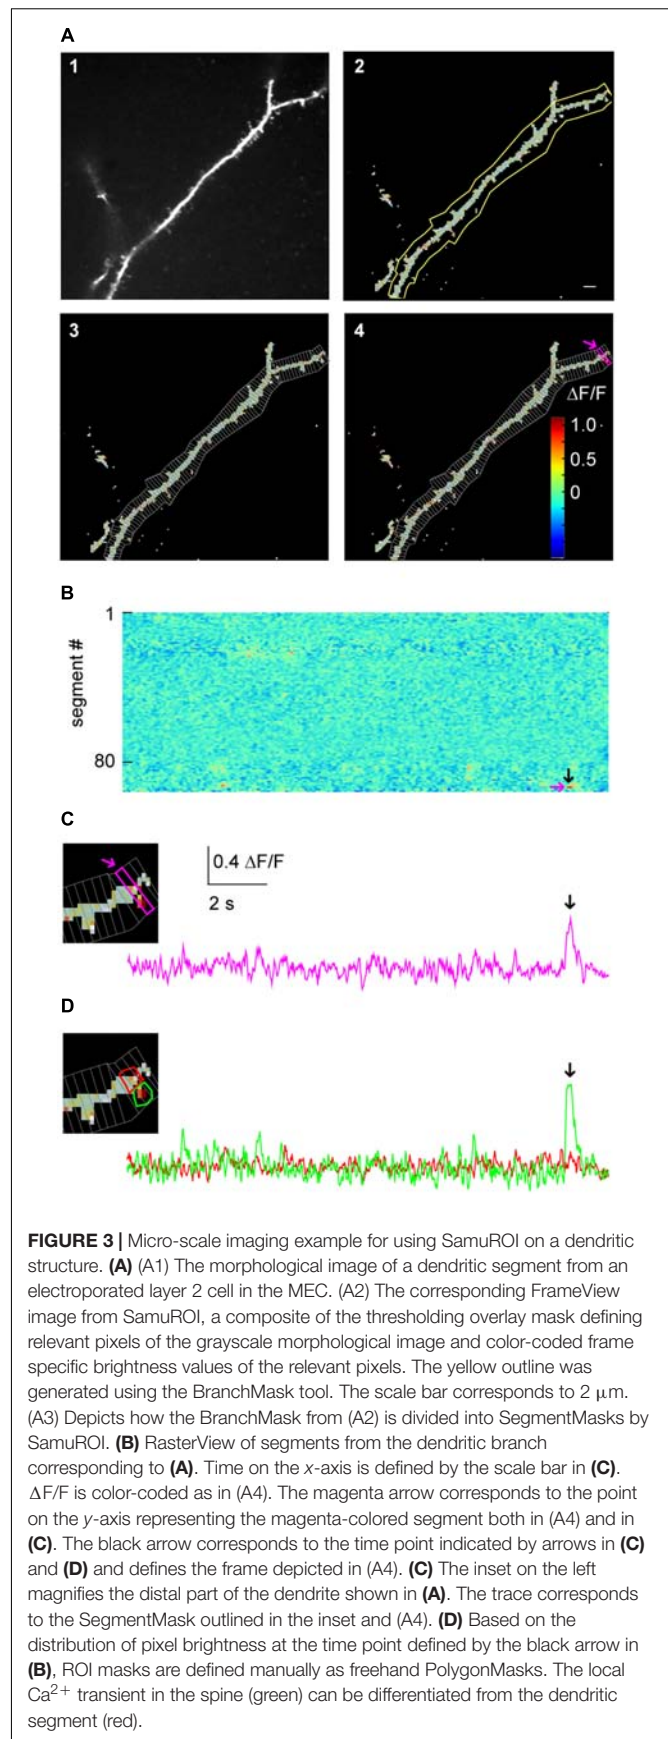 A
1
2
3
4
ΔF/F
1.0
0.5
0
B
1
segment #
80
C
0.4 ΔF/F
2 s
D
FIGURE 3 | Micro-scale imaging example for using SamuROI on a dendritic
structure. (A) (A1) The morphological image of a dendritic segment from an
electroporated layer 2 cell in the MEC. (A2) The corresponding FrameView
image from SamuROI, a composite of the thresholding overlay mask defining
relevant pixels of the grayscale morphological image and color-coded frame
specific brightness values of the relevant pixels. The yellow outline was
generated using the BranchMask tool. The scale bar corresponds to 2 μm.
(A3) Depicts how the BranchMask from (A2) is divided into SegmentMasks by
SamuROI. (B) RasterView of segments from the dendritic branch
corresponding to (A). Time on the x-axis is defined by the scale bar in (C).
ΔF/F is color-coded as in (A4). The magenta arrow corresponds to the point
on the y-axis representing the magenta-colored segment both in (A4) and in
(C). The black arrow corresponds to the time point indicated by arrows in (C)
and (D) and defines the frame depicted in (A4). (C) The inset on the left
magnifies the distal part of the dendrite shown in (A). The trace corresponds
to the SegmentMask outlined in the inset and (A4). (D) Based on the
distribution of pixel brightness at the time point defined by the black arrow in
(B), ROI masks are defined manually as freehand PolygonMasks. The local
Ca²⁺ transient in the spine (green) can be differentiated from the dendritic
segment (red).